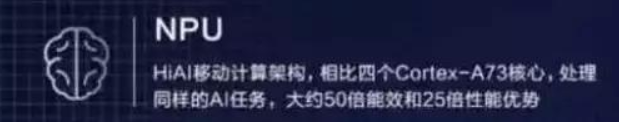 NPU
HiAI移动计算架构，相比四个Cortex-A73核心，处理
同样的AI任务，大约50倍能效和25倍性能优势